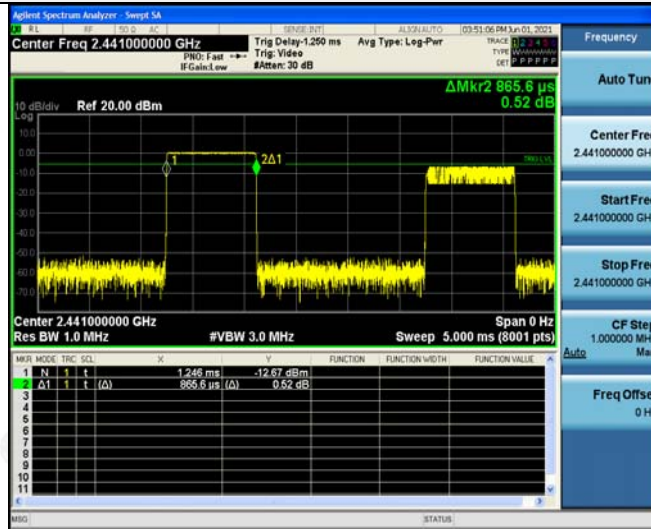 Agilent Spectrum Analyzer - Swept SA
RL RF 50 Ω AC SENSE:INT ALIGN AUTO 03:51:06 PM Jun 01, 2021
Center Freq 2.441000000 GHz
PNO: Fast
IFGain:Low
Trig Delay-1.250 ms
Trig: Video
#Atten: 30 dB
Avg Type: Log-Pwr
TRACE 1 2 3 4 5 6
TYPE
DET P P P P P P
ΔMkr2 865.6 µs
0.52 dB
10 dB/div
Log
Ref 20.00 dBm
10.0
-10.0
-20.0
-30.0
-40.0
-50.0
-60.0
-70.0
1
2Δ1
TRIG LVL
Center 2.441000000 GHz
Span 0 Hz
Res BW 1.0 MHz
#VBW 3.0 MHz
Sweep 5.000 ms (8001 pts)
MKR MODE TRC SCL X Y FUNCTION FUNCTION WIDTH FUNCTION VALUE
1 N 1 t 1.246 ms -12.67 dBm
2 Δ1 1 t (Δ) 865.6 µs (Δ) 0.52 dB
3
4
5
6
7
8
9
10
11
MSG
STATUS
Frequency
Auto Tun
Center Fre
2.441000000 GH
Start Fre
2.441000000 GH
Stop Fre
2.441000000 GH
CF Step
1.000000 MH
Auto Ma
Freq Offse
0 H